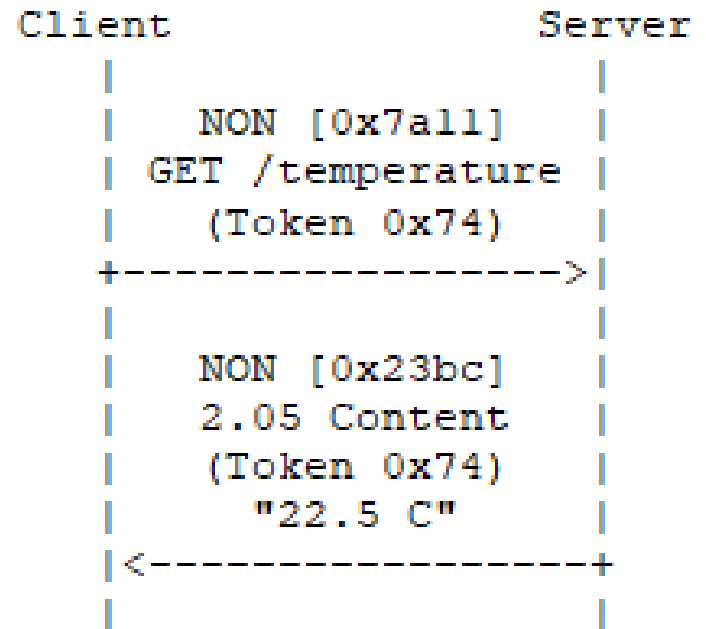 Client Server
NON [0x7a11]
GET /temperature
(Token 0x74)
NON [0x23bc]
2.05 Content
(Token 0x74)
"22.5 C"